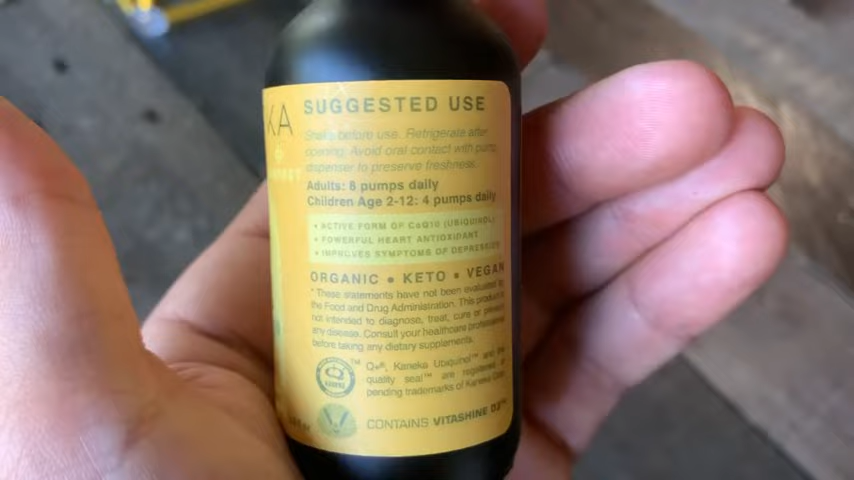 KA
SUGGESTED USE
Shake before use. Refrigerate after
opening. Avoid oral contact with pump
dispenser to preserve freshness.
Adults: 8 pumps daily
Children Age 2-12: 4 pumps daily
• ACTIVE FORM OF CoQ10 (UBIQUINOL)
• POWERFUL HEART ANTIOXIDANT
• IMPROVES SYMPTOMS OF DEPRESSION
ORGANIC • KETO • VEGAN
* These statements have not been evaluated by
the Food and Drug Administration. This product is
not intended to diagnose, treat, cure or prevent
any disease. Consult your healthcare professional
before taking any dietary supplements.
Q+®, Kaneka Ubiquinol™ and the
quality seal™ are registered or
pending trademarks of Kaneka Corp.
CONTAINS VITASHINE D3™